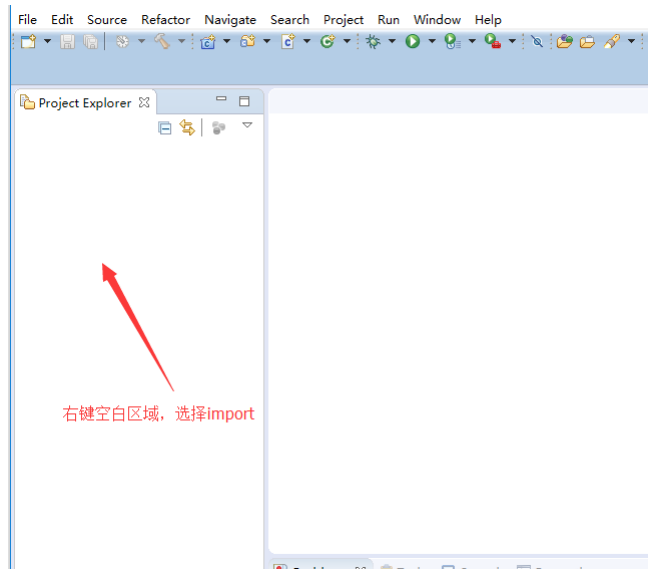 File Edit Source Refactor Navigate Search Project Run Window Help
Project Explorer
右键空白区域，选择import